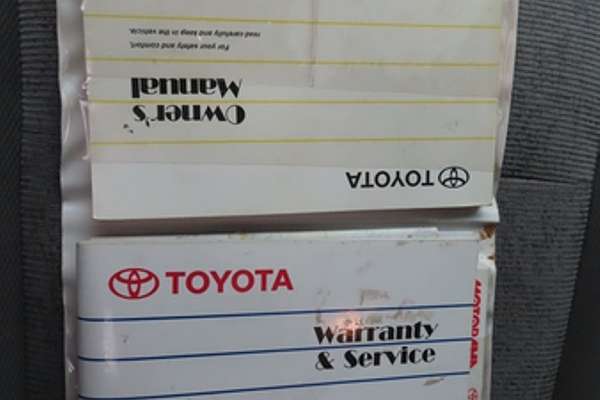 TOYOTA
Owner's
Manual
For your safety and comfort,
read carefully and keep in the vehicle.
TOYOTA
Warranty
& Service